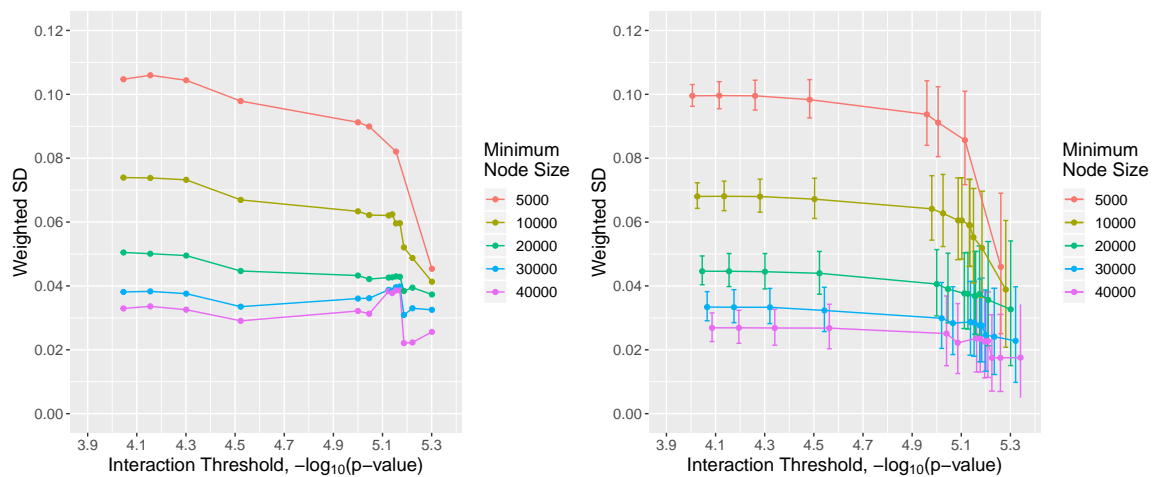 0.12
0.10
0.08
0.06
0.04
0.02
0.00
Weighted SD
3.9 4.1 4.3 4.5 4.7 4.9 5.1 5.3
Interaction Threshold, −log₁₀(p−value)
Minimum
Node Size
5000
10000
20000
30000
40000
0.12
0.10
0.08
0.06
0.04
0.02
0.00
Weighted SD
3.9 4.1 4.3 4.5 4.7 4.9 5.1 5.3
Interaction Threshold, −log₁₀(p−value)
Minimum
Node Size
5000
10000
20000
30000
40000